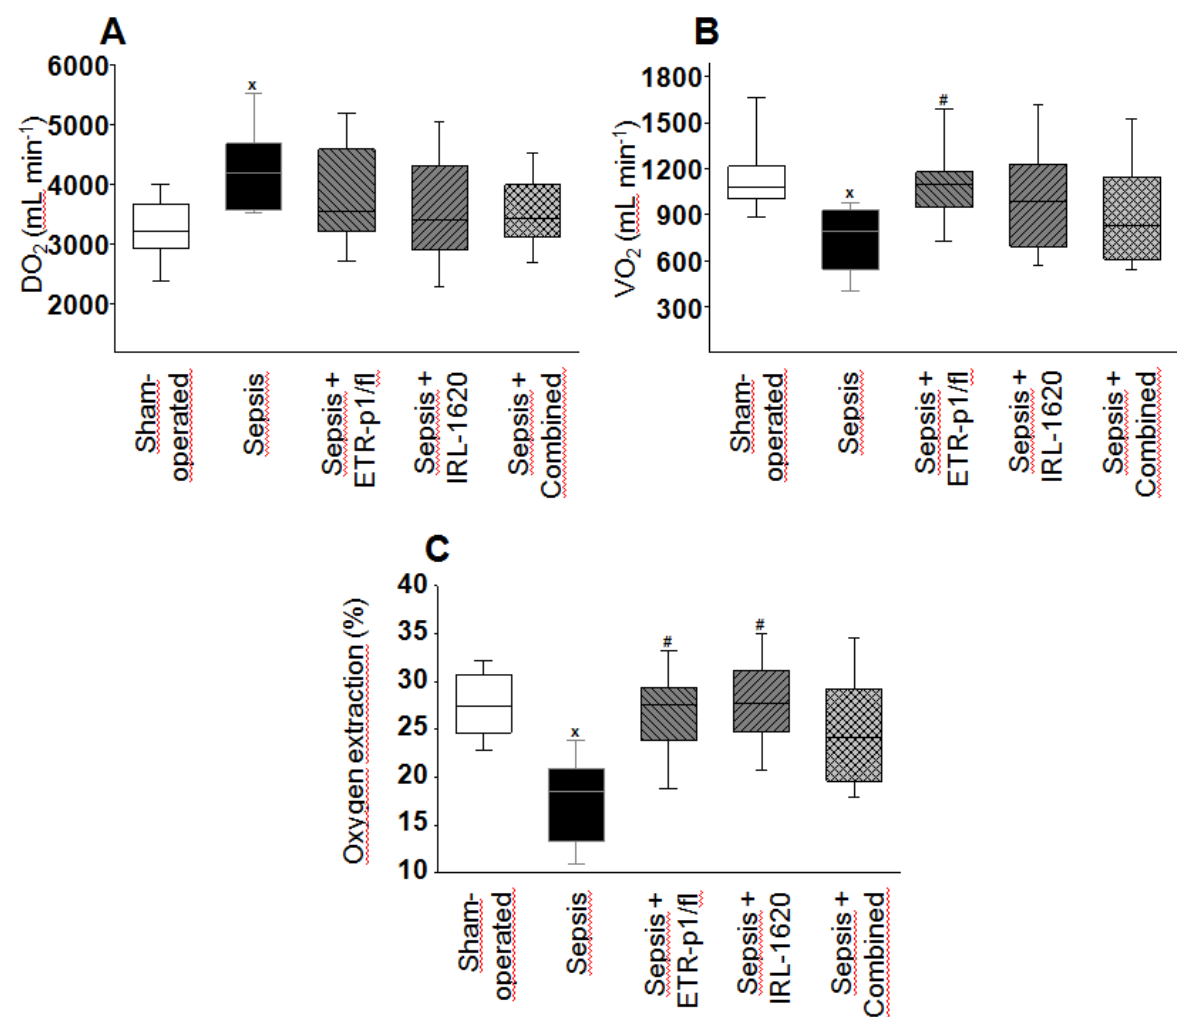 A
6000
5000
4000
3000
2000
DO2 (mL min-1)
x
Sham-
operated
Sepsis
Sepsis +
ETR-p1/fl
Sepsis +
IRL-1620
Sepsis +
Combined
B
1800
1500
1200
900
600
300
VO2 (mL min-1)
x
#
Sham-
operated
Sepsis
Sepsis +
ETR-p1/fl
Sepsis +
IRL-1620
Sepsis +
Combined
C
40
35
30
25
20
15
10
Oxygen extraction (%)
x
#
#
Sham-
operated
Sepsis
Sepsis +
ETR-p1/fl
Sepsis +
IRL-1620
Sepsis +
Combined